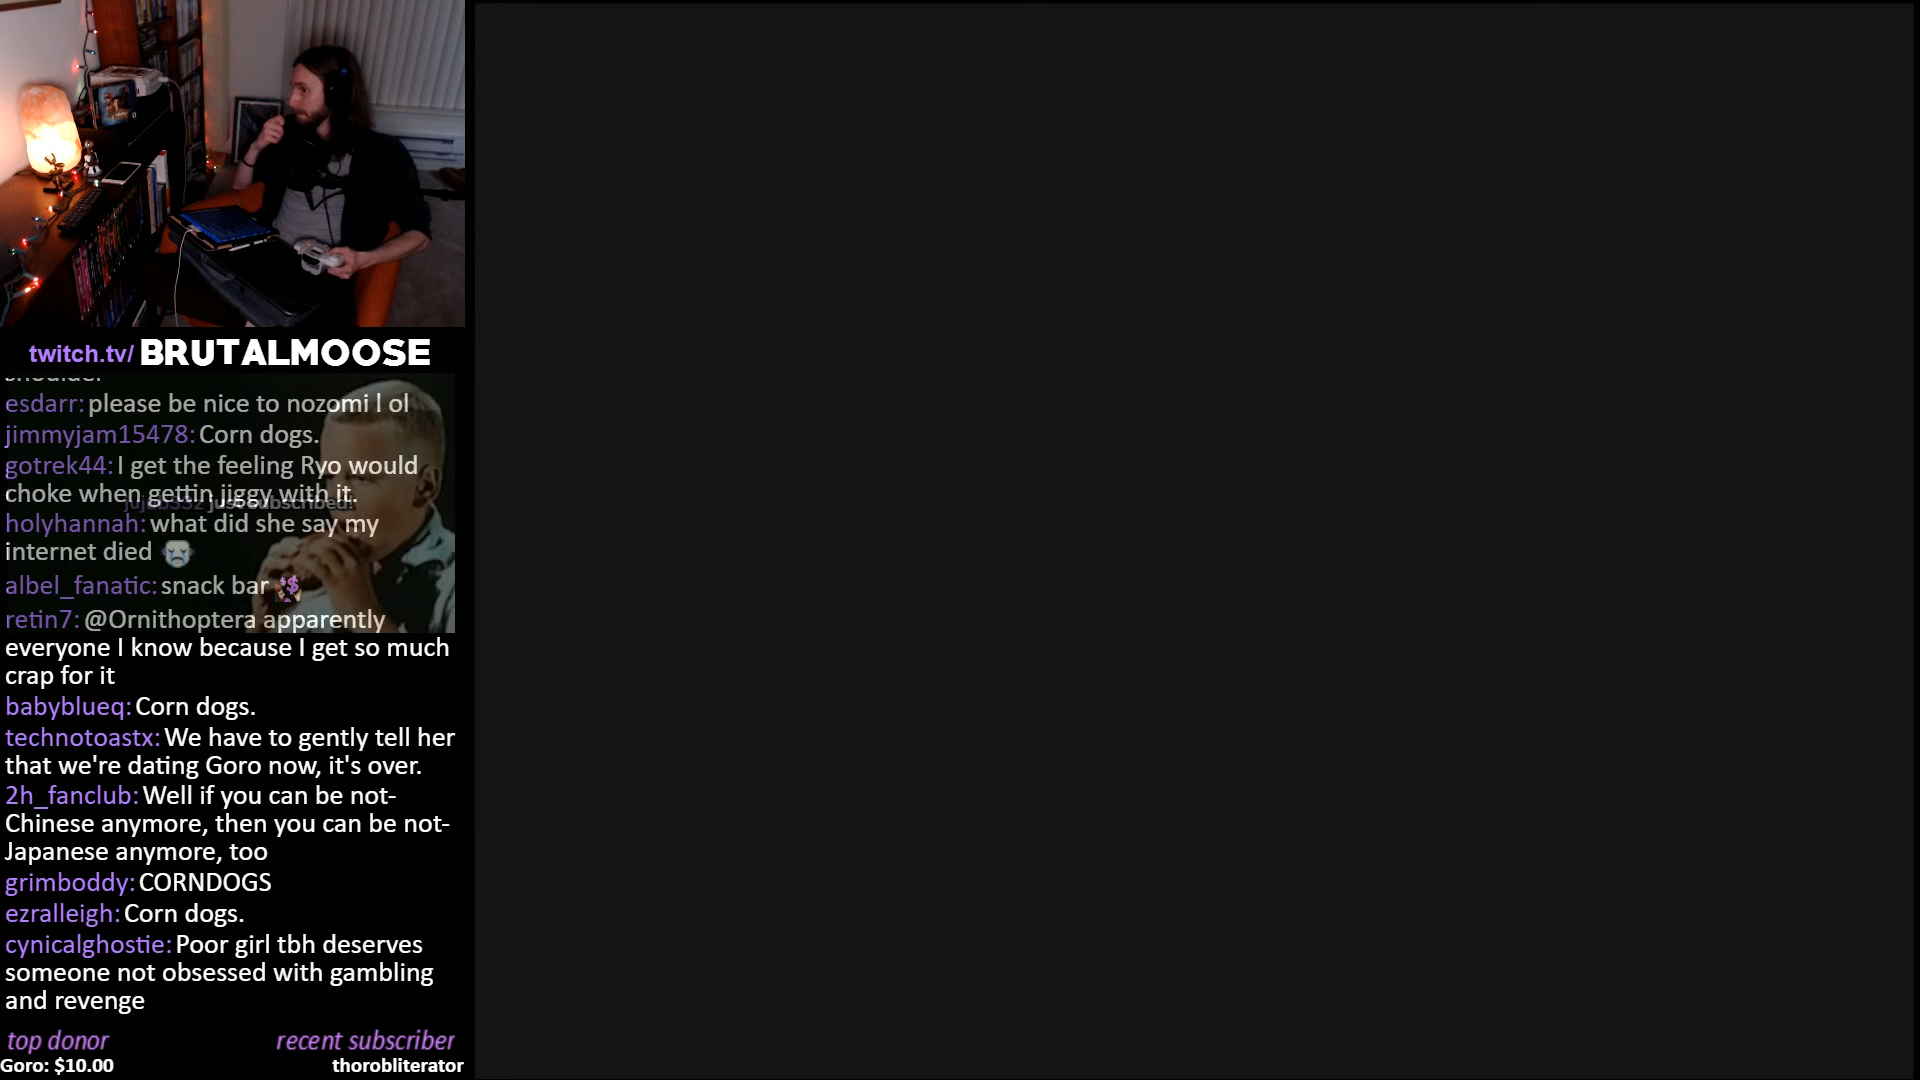 twitch.tv/ BRUTALMOOSE
shoulder
esdarr: please be nice to nozomi l ol
jimmyjam15478: Corn dogs.
gotrek44: I get the feeling Ryo would
choke when gettin jiggy with it.
just subscribed!
holyhannah: what did she say my
internet died
albel_fanatic: snack bar
retin7: @Ornithoptera apparently
everyone I know because I get so much
crap for it
babyblueq: Corn dogs.
technotoastx: We have to gently tell her
that we're dating Goro now, it's over.
2h_fanclub: Well if you can be not-
Chinese anymore, then you can be not-
Japanese anymore, too
grimboddy: CORNDOGS
ezralleigh: Corn dogs.
cynicalghostie: Poor girl tbh deserves
someone not obsessed with gambling
and revenge
top donor recent subscriber
Goro: $10.00 thorobliterator